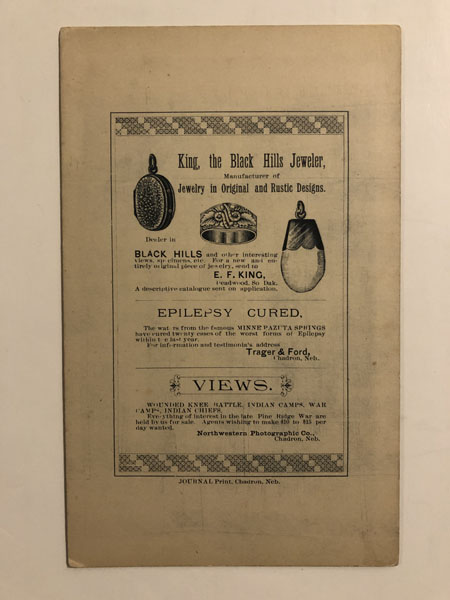 King, the Black Hills Jeweler,
Manufacturer of
Jewelry in Original and Rustic Designs.
Dealer in
BLACK HILLS and other interesting
views, specimens, etc. For a new and en-
tirely original piece of jewelry, send to
E. F. KING,
Deadwood, So. Dak.
A descriptive catalogue sent on application.
EPILEPSY CURED.
The waters from the famous MINNEPAZUTA SPRINGS
have cured twenty cases of the worst forms of Epilepsy
within the last year.
For information and testimonials address
Trager & Ford,
Chadron, Neb.
VIEWS.
WOUNDED KNEE BATTLE, INDIAN CAMPS, WAR
CAMPS, INDIAN CHIEFS.
Everything of interest in the late Pine Ridge War are
held by us for sale. Agents wishing to make $10 to $15 per
day wanted.
Northwestern Photographic Co.,
Chadron, Neb.
JOURNAL Print, Chadron, Neb.